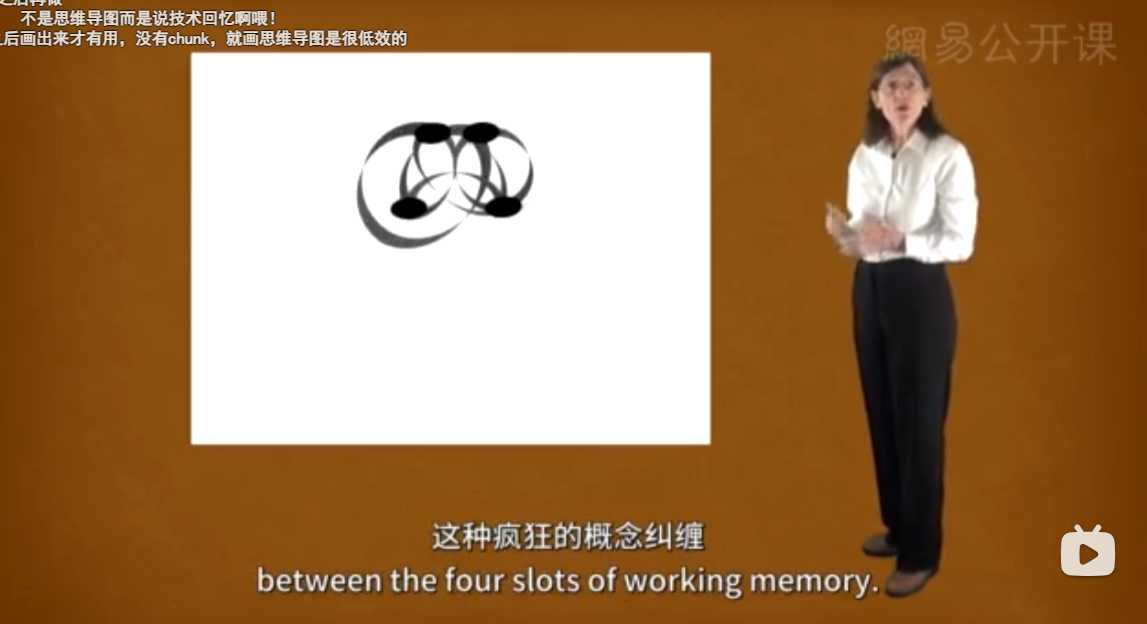 不是思维导图而是说技术回忆啊喂！
后画出来才有用，没有chunk，就画思维导图是很低效的
網易公开课
这种疯狂的概念纠缠
between the four slots of working memory.